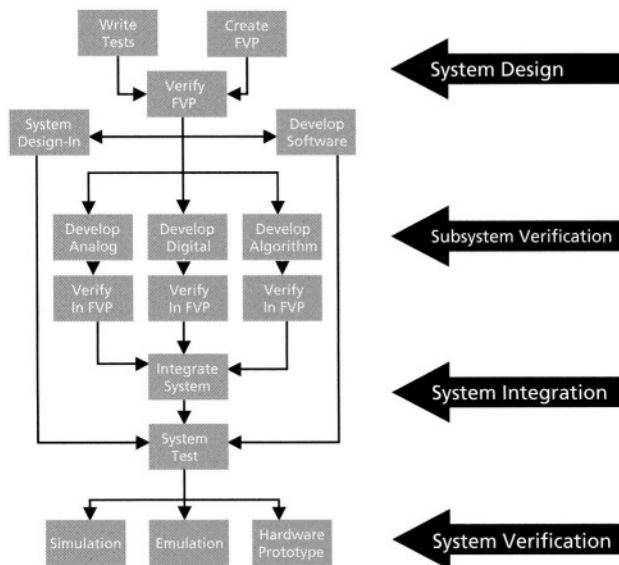 Write
Tests
Create
FVP
System Design
Verify
FVP
System
Design-In
Develop
Software
Develop
Analog
Develop
Digital
Develop
Algorithm
Subsystem Verification
Verify
In FVP
Verify
In FVP
Verify
In FVP
Integrate
System
System Integration
System
Test
Simulation
Emulation
Hardware
Prototype
System Verification